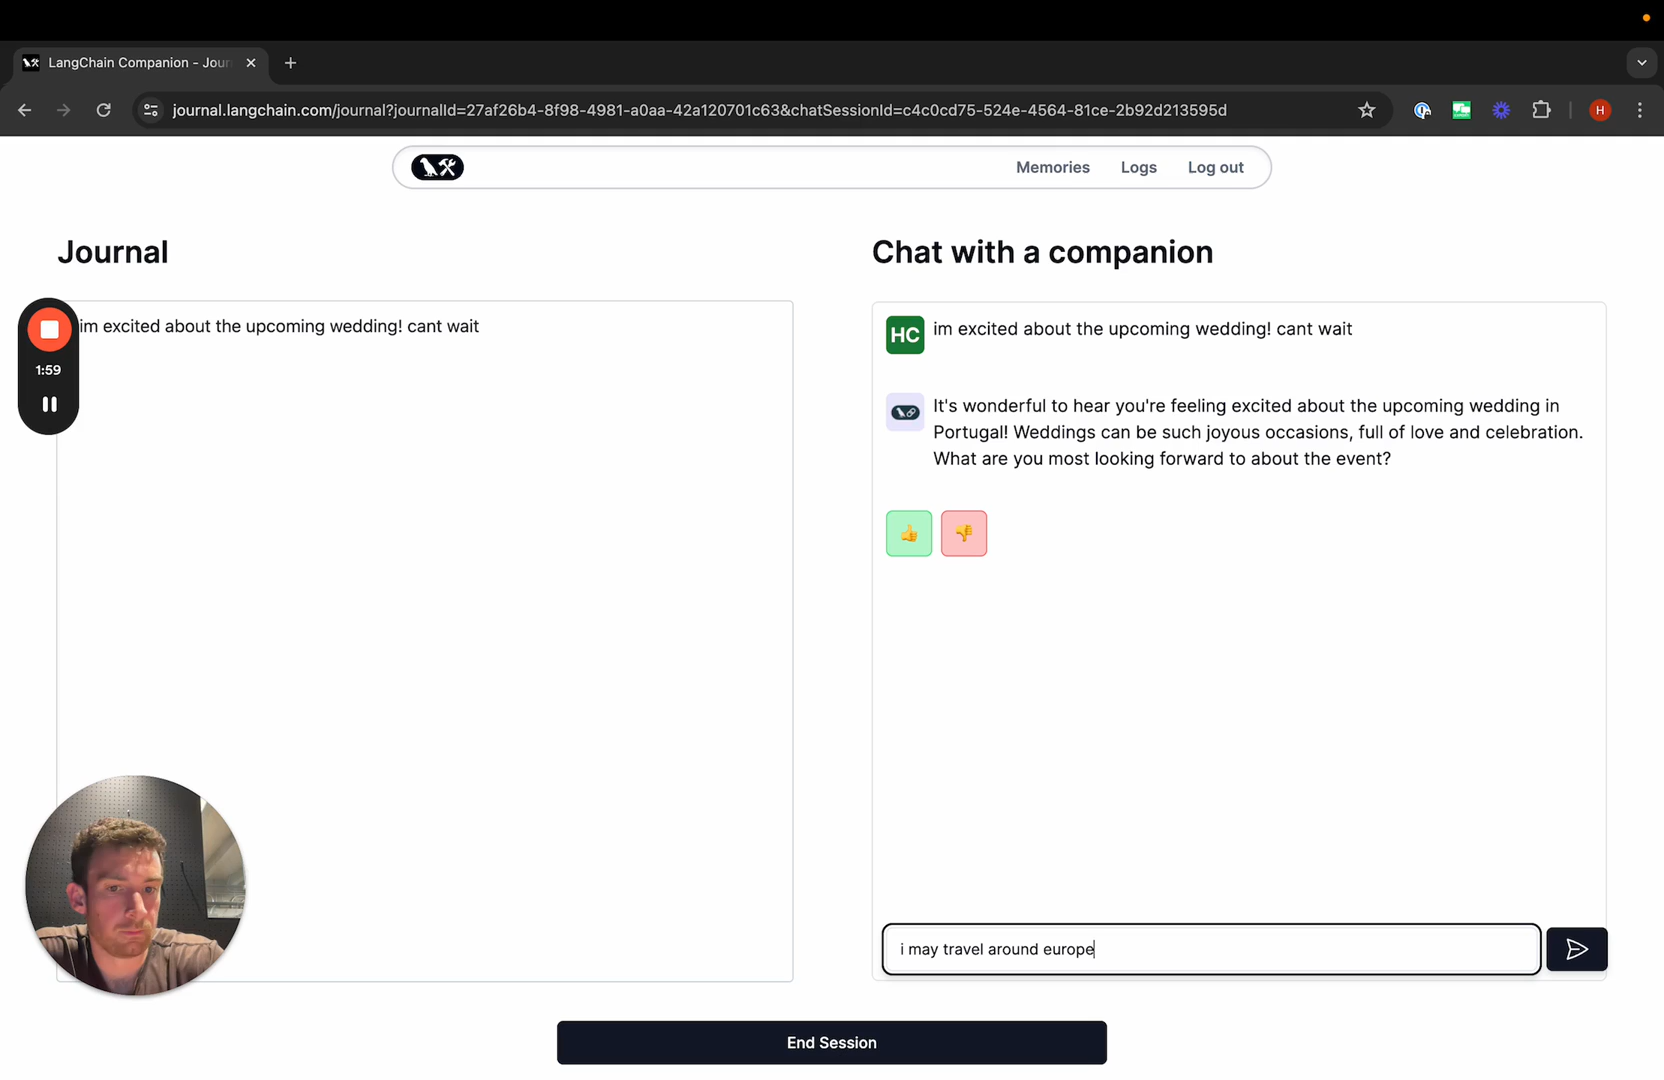 LangChain Companion - Jour
journal.langchain.com/journal?journalId=27af26b4-8f98-4981-a0aa-42a120701c63&chatSessionId=c4c0cd75-524e-4564-81ce-2b92d213595d
H
Memories
Logs
Log out
Journal
Chat with a companion
im excited about the upcoming wedding! cant wait
1:59
HC
im excited about the upcoming wedding! cant wait
It's wonderful to hear you're feeling excited about the upcoming wedding in
Portugal! Weddings can be such joyous occasions, full of love and celebration.
What are you most looking forward to about the event?
i may travel around europe
End Session